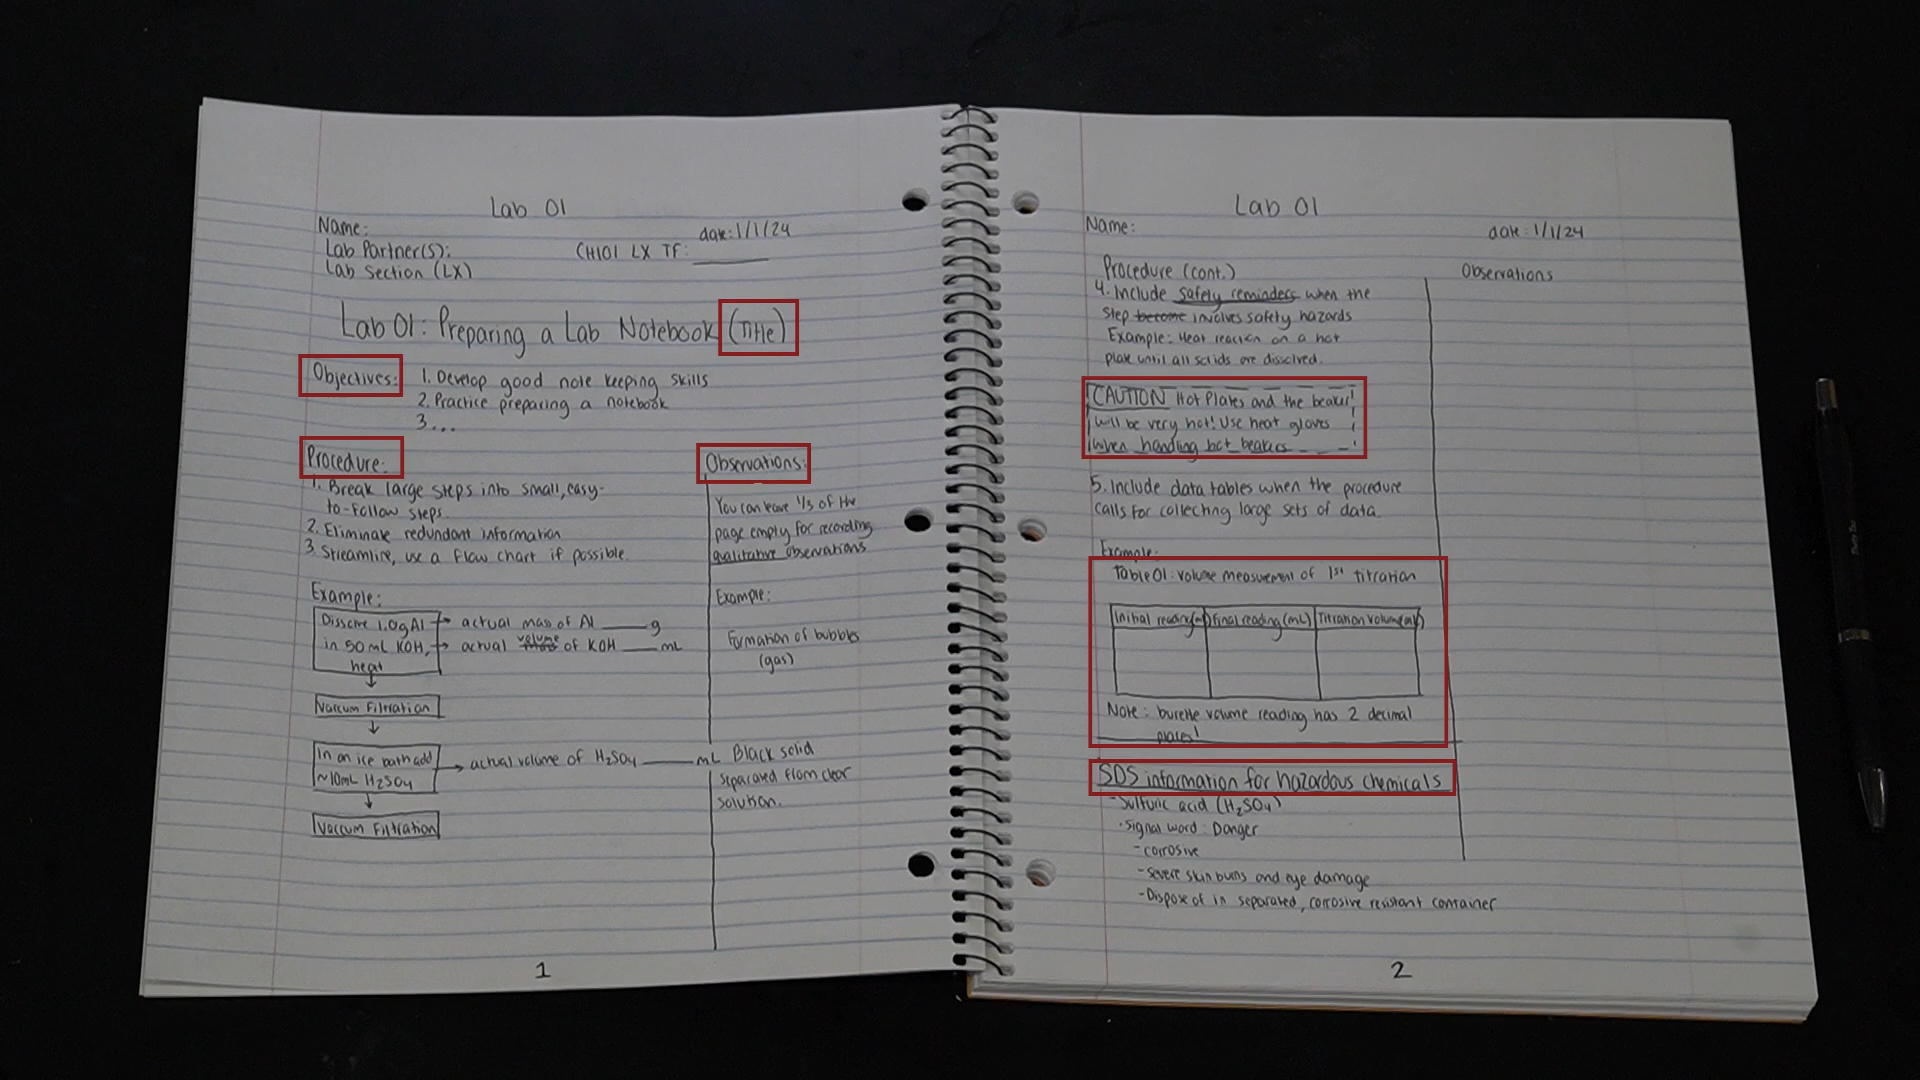 Lab 01
Name:
date: 1/1/24
Lab Partner(s):
CH101 LX TF:
Lab Section (LX)
Lab 01: Preparing a Lab Notebook (Title)
Objectives: 1. Develop good note keeping skills
2. Practice preparing a notebook
3...
Procedure:
1. Break large steps into small, easy-
to-follow steps.
2. Eliminate redundant information
3. Streamline, use a flow chart if possible.
Example:
Dissolve 1.0g Al → actual mass of Al ____ g
in 50 mL KOH, → actual volume of KOH ____ mL
heat
Vaccum Filtration
In an ice bath add → actual volume of H₂SO₄ ____ mL
~10mL H₂SO₄
Vaccum Filtration
Observations:
You can leave 1/3 of the
page empty for recording
qualitative observations
Example:
Formation of bubbles
(gas)
Black solid
separated from clear
solution.
1
Lab 01
Name:
date: 1/1/24
Procedure (cont.)
Observations
4. Include safety reminders when the
step become involves safety hazards
Example: Heat reaction on a hot
plate until all solids are dissolved.
CAUTION Hot Plates and the beaker
will be very hot! Use heat gloves
when handling hot beakers
5. Include data tables when the procedure
calls for collecting large sets of data.
Example:
Table 01: volume measurement of 1st titration
Initial reading (mL) Final reading (mL) Titration volume (mL)
Note: burette volume reading has 2 decimal
places!
SDS information for hazardous chemicals
- Sulfuric acid (H₂SO₄)
· Signal word: Danger
- corrosive
- Severe skin burns and eye damage
- Dispose of in separated, corrosive resistant container
2